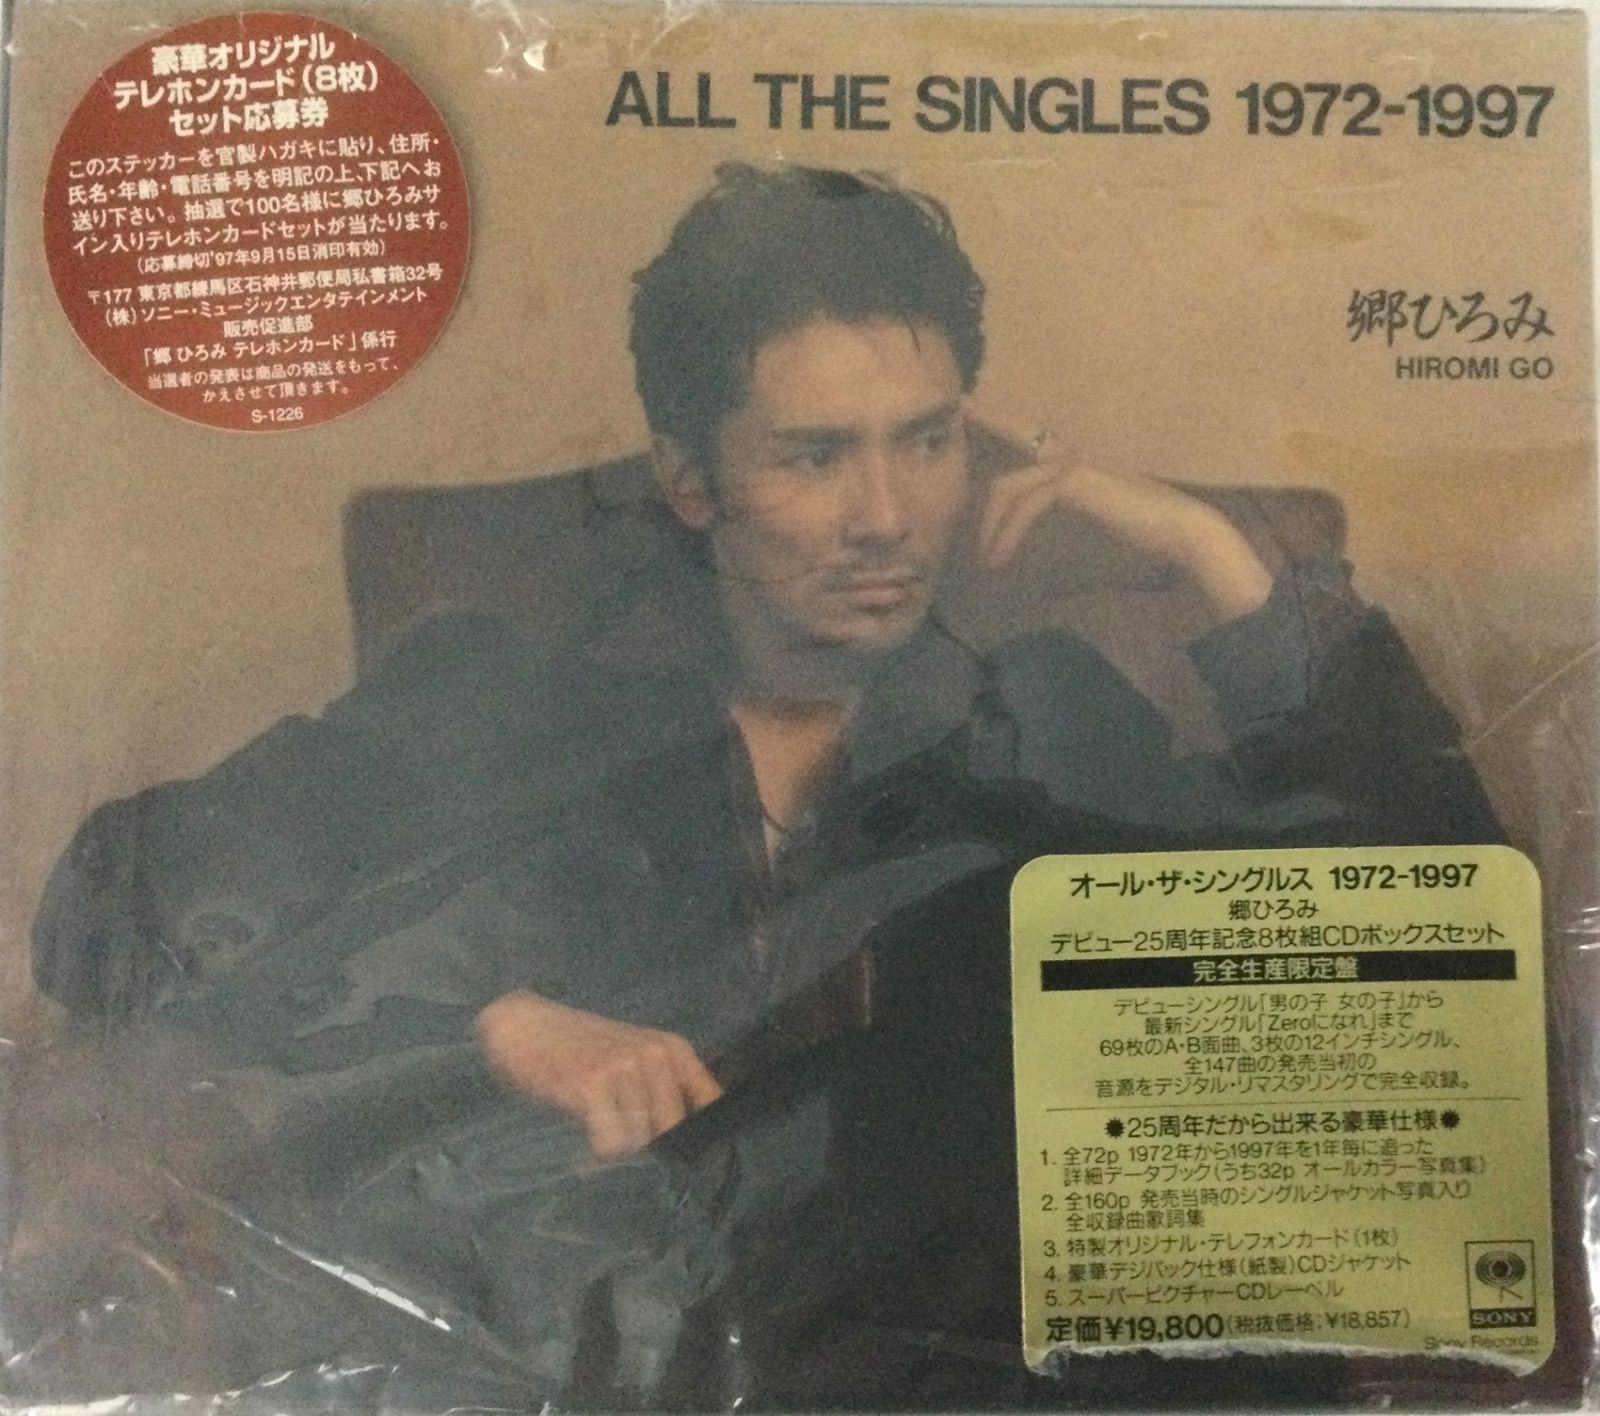 豪華オリジナル
テレホンカード(8枚)
セット応募券
このステッカーを官製ハガキに貼り、住所・
氏名・年齢・電話番号を明記の上、下記へお
送り下さい。抽選で100名様に郷ひろみサ
イン入りテレホンカードセットが当たります。
(応募締切'97年9月15日消印有効)
〒177 東京都練馬区石神井郵便局私書箱32号
(株)ソニー・ミュージックエンタテインメント
販売促進部
「郷 ひろみ テレホンカード」係行
当選者の発表は商品の発送をもって、
かえさせて頂きます。
S-1226
ALL THE SINGLES 1972-1997
郷ひろみ
HIROMI GO
オール・ザ・シングルス 1972-1997
郷ひろみ
デビュー25周年記念8枚組CDボックスセット
完全生産限定盤
デビューシングル「男の子 女の子」から
最新シングル「Zeroになれ」まで
69枚のA・B面曲、3枚の12インチシングル、
全147曲の発売当初の
音源をデジタル・リマスタリングで完全収録。
✹25周年だから出来る豪華仕様✹
1. 全72p 1972年から1997年を1年毎に追った
詳細データブック(うち32p オールカラー写真集)
2. 全160p 発売当時のシングルジャケット写真入り
全収録曲歌詞集
3. 特製オリジナル・テレフォンカード(1枚)
4. 豪華デジパック仕様(紙製)CDジャケット
5. スーパーピクチャーCDレーベル
定価¥19,800(税抜価格:¥18,857)
SONY
Sony Records